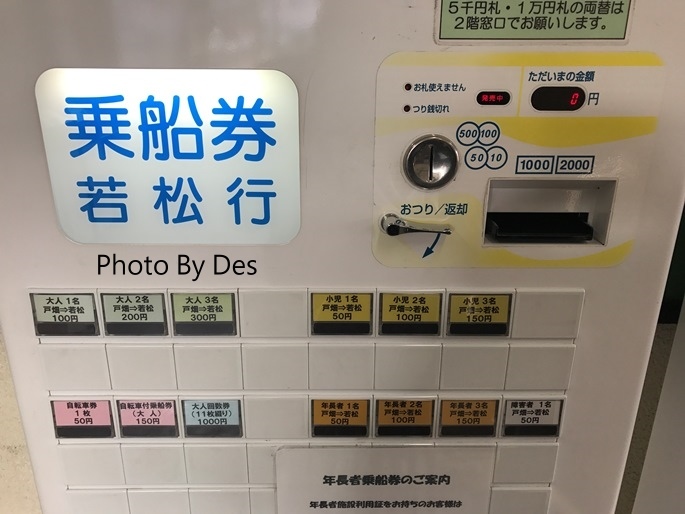 5千円札・1万円札の両替は
2階窓口でお願いします。
乗船券
若松行
お札使えません
つり銭切れ
発売中
ただいまの金額
0円
500 100
50 10
1000 2000
おつり／返却
Photo By Des
大人 1名
戸畑⇒若松
100円
大人 2名
戸畑⇒若松
200円
大人 3名
戸畑⇒若松
300円
小児 1名
戸畑⇒若松
50円
小児 2名
戸畑⇒若松
100円
小児 3名
戸畑⇒若松
150円
自転車券
1枚
50円
自転車付乗船券
(大人)
150円
大人回数券
(11枚綴り)
1000円
年長者 1名
戸畑⇒若松
50円
年長者 2名
戸畑⇒若松
100円
年長者 3名
戸畑⇒若松
150円
障害者 1名
戸畑⇒若松
50円
年長者乗船券のご案内
年長者施設利用証をお持ちのお客様は